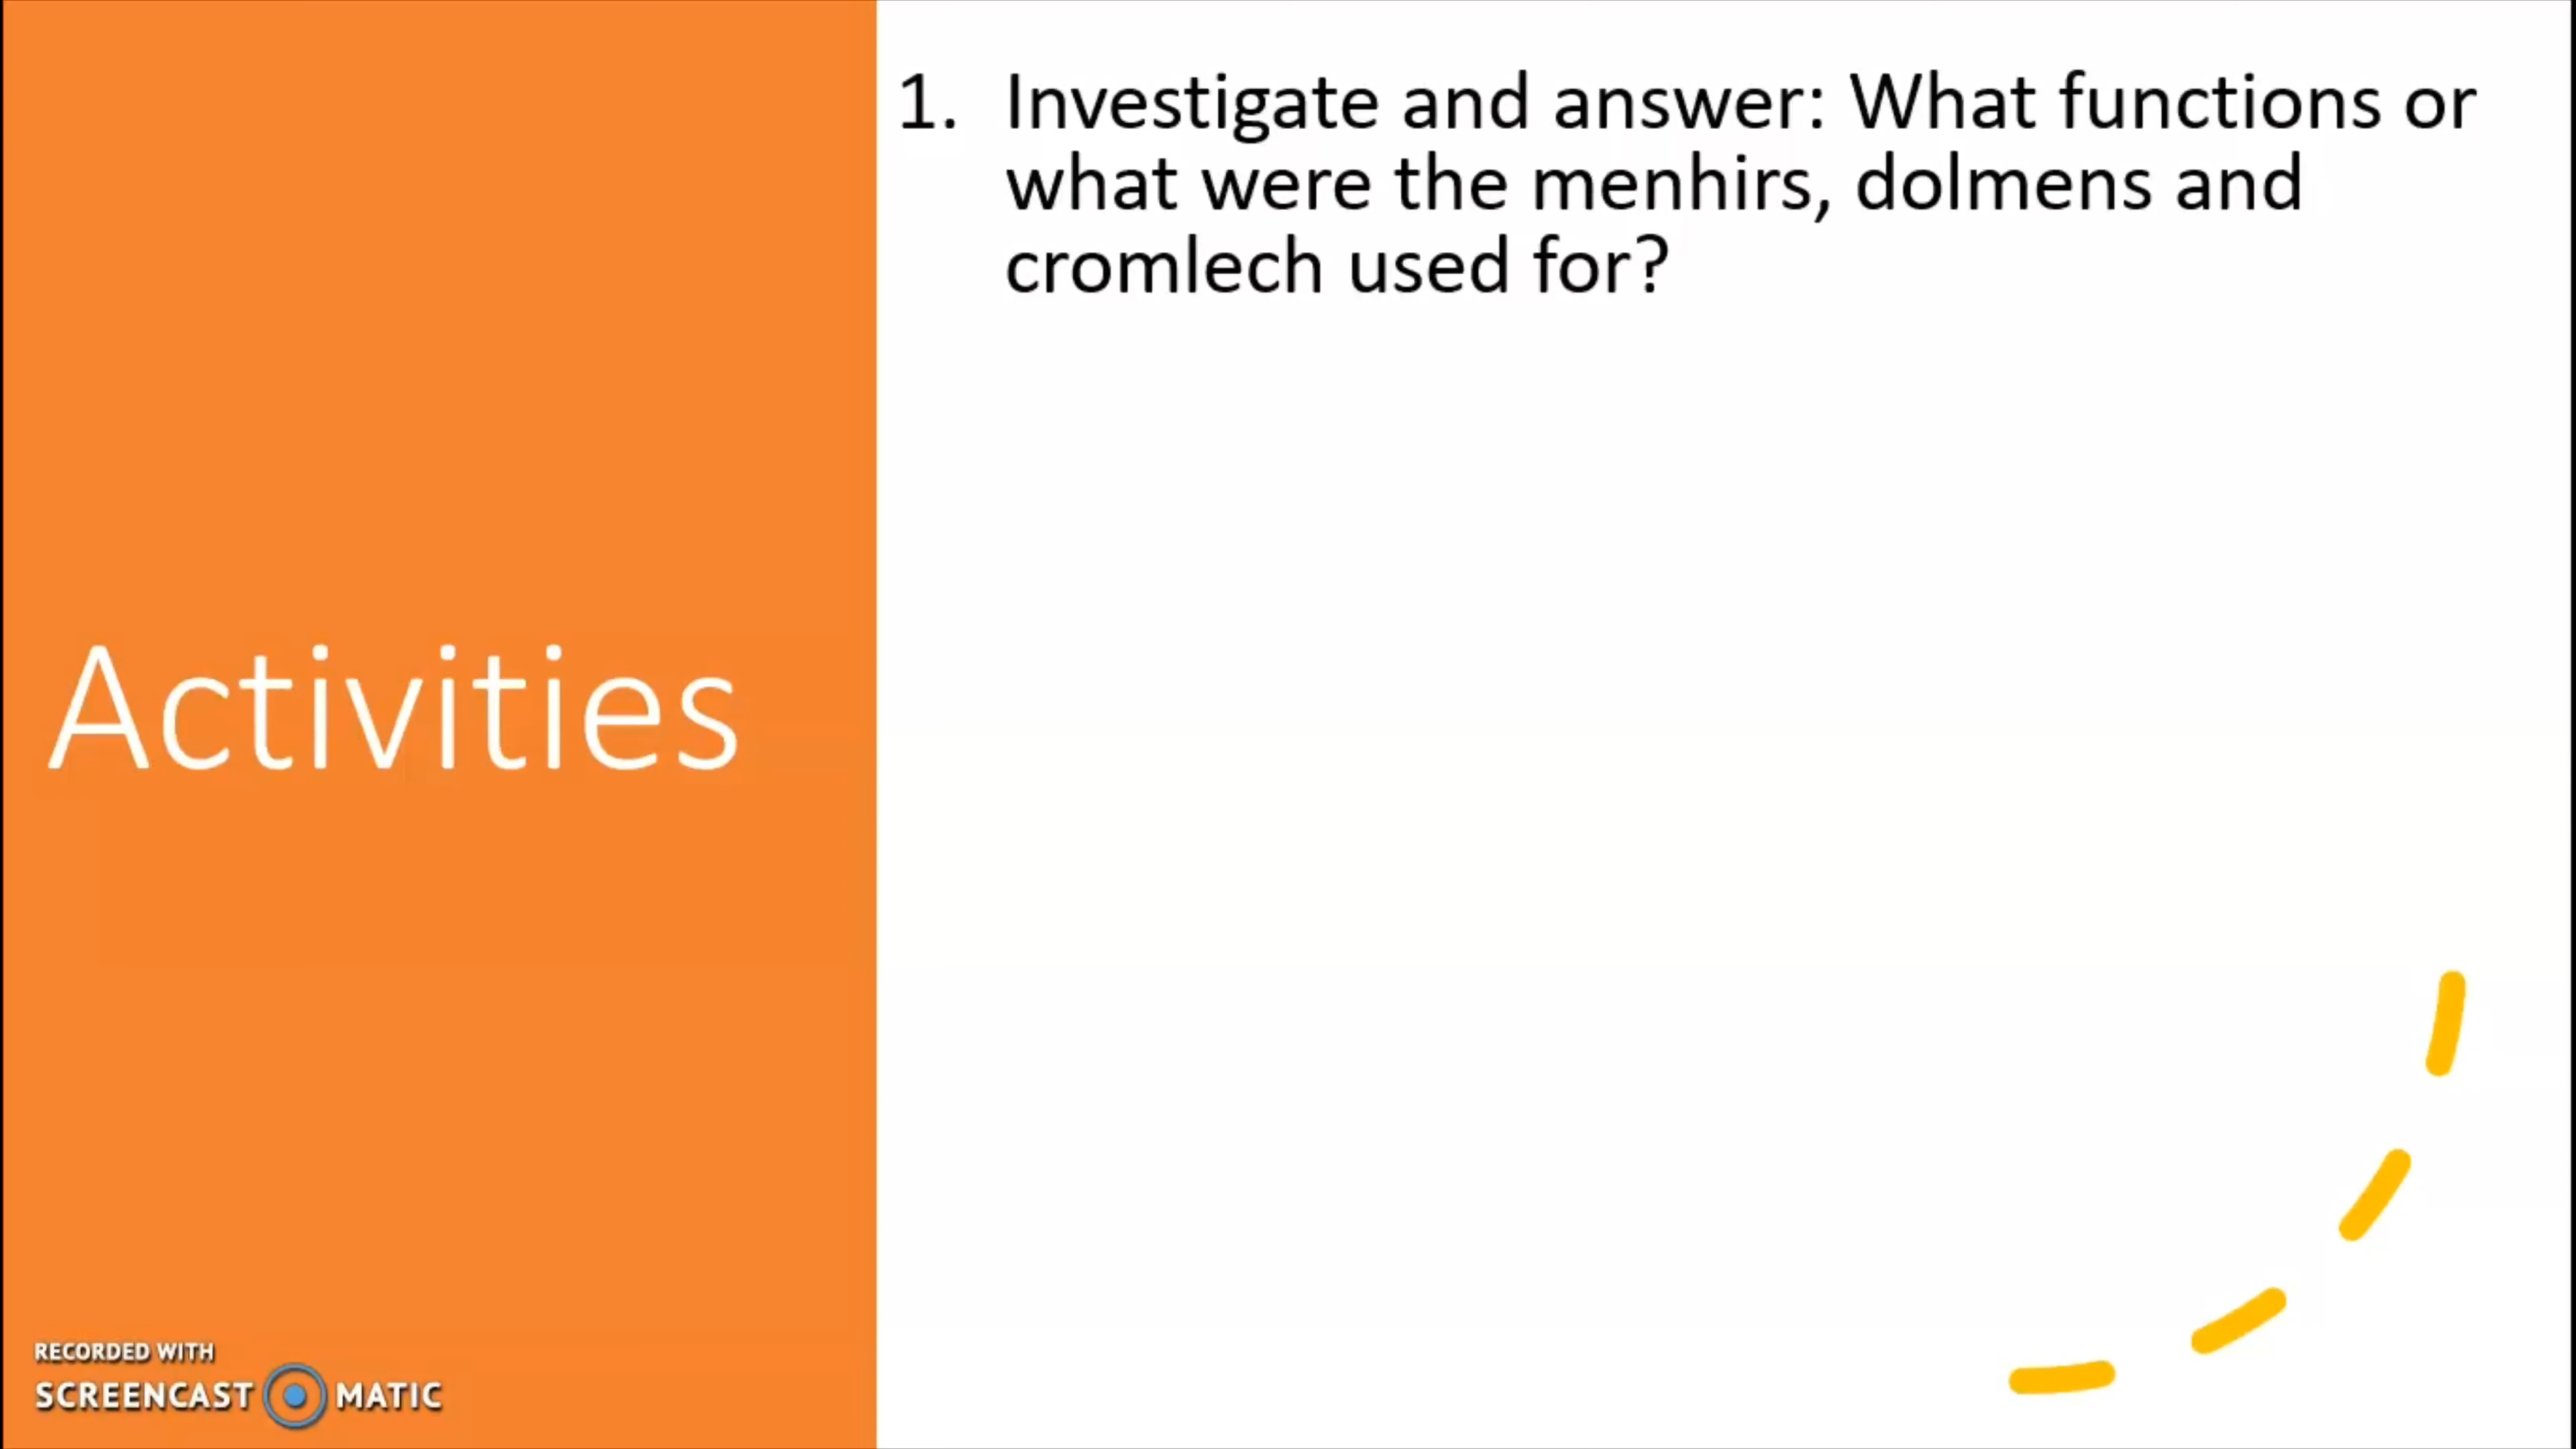 1. Investigate and answer: What functions or
what were the menhirs, dolmens and
cromlech used for?
Activities
RECORDED WITH
SCREENCAST MATIC